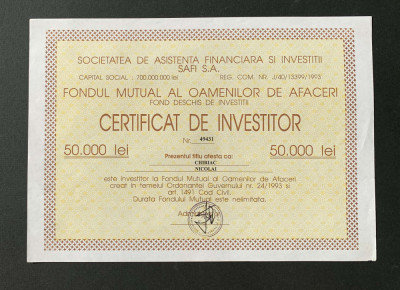 SOCIETATEA DE ASISTENTA FINANCIARA SI INVESTITII
SAFI S.A.
CAPITAL SOCIAL - 700.000.000 lei REG. COM. NR. J/40/13399/1993
FONDUL MUTUAL AL OAMENILOR DE AFACERI
FOND DESCHIS DE INVESTITII
CERTIFICAT DE INVESTITOR
Nr. 49431
50.000 lei Prezentul titlu atesta ca: 50.000 lei
CHIRIAC
NICOLAI
este investitor la Fondul Mutual al Oamenilor de Afaceri,
creat in temeiul Ordonantei Guvernului nr. 24/1993 si
art. 1491 Cod Civil.
Durata Fondului Mutual este nelimitata.